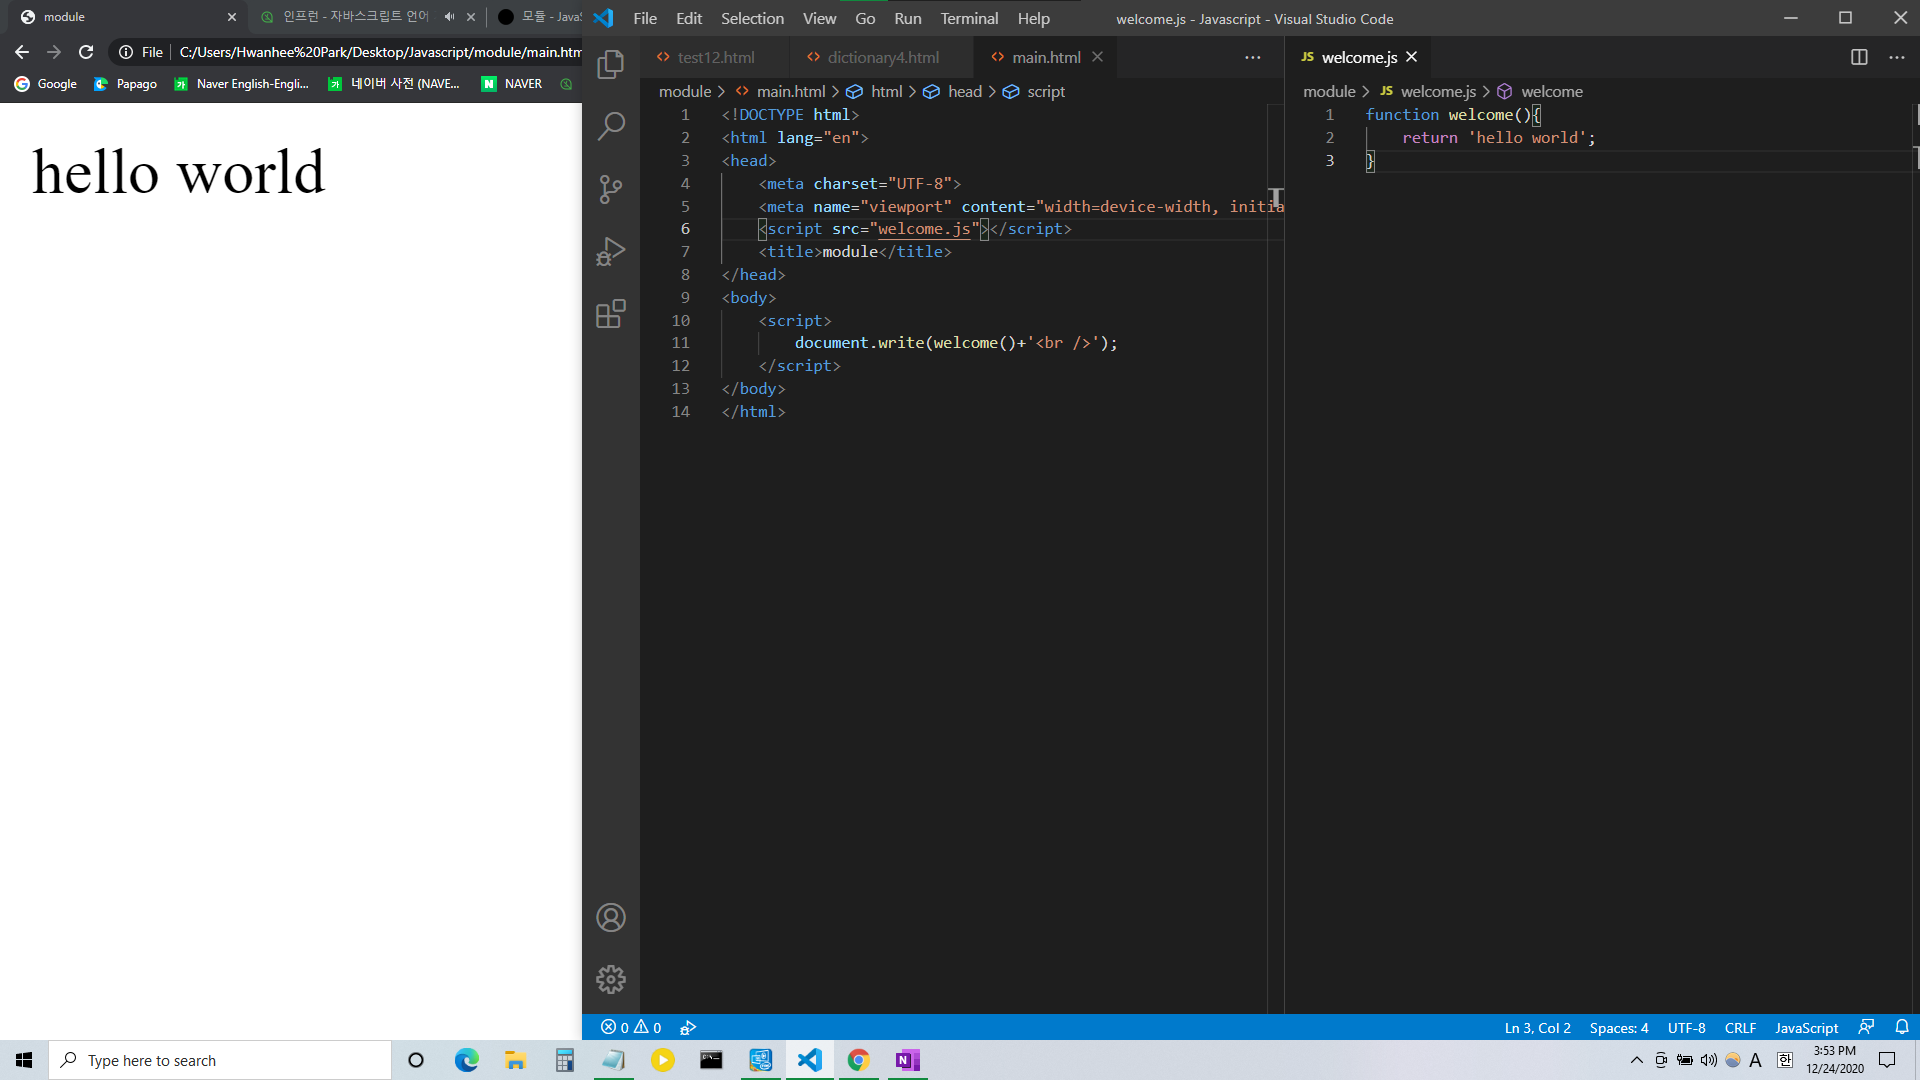 module
인프런 - 자바스크립트 언어
모듈 - JavaS
File C:/Users/Hwanhee%20Park/Desktop/Javascript/module/main.htm
Google Papago Naver English-Engli... 네이버 사전 (NAVE... NAVER
hello world
File Edit Selection View Go Run Terminal Help
welcome.js - Javascript - Visual Studio Code
test12.html dictionary4.html main.html
module > main.html > html > head > script
1 <!DOCTYPE html>
2 <html lang="en">
3 <head>
4 <meta charset="UTF-8">
5 <meta name="viewport" content="width=device-width, initia
6 <script src="welcome.js"></script>
7 <title>module</title>
8 </head>
9 <body>
10 <script>
11 document.write(welcome()+'<br />');
12 </script>
13 </body>
14 </html>
JS welcome.js
module > JS welcome.js > welcome
1 function welcome(){
2 return 'hello world';
3 }
0 0
Ln 3, Col 2 Spaces: 4 UTF-8 CRLF JavaScript
Type here to search
A 한
3:53 PM
12/24/2020